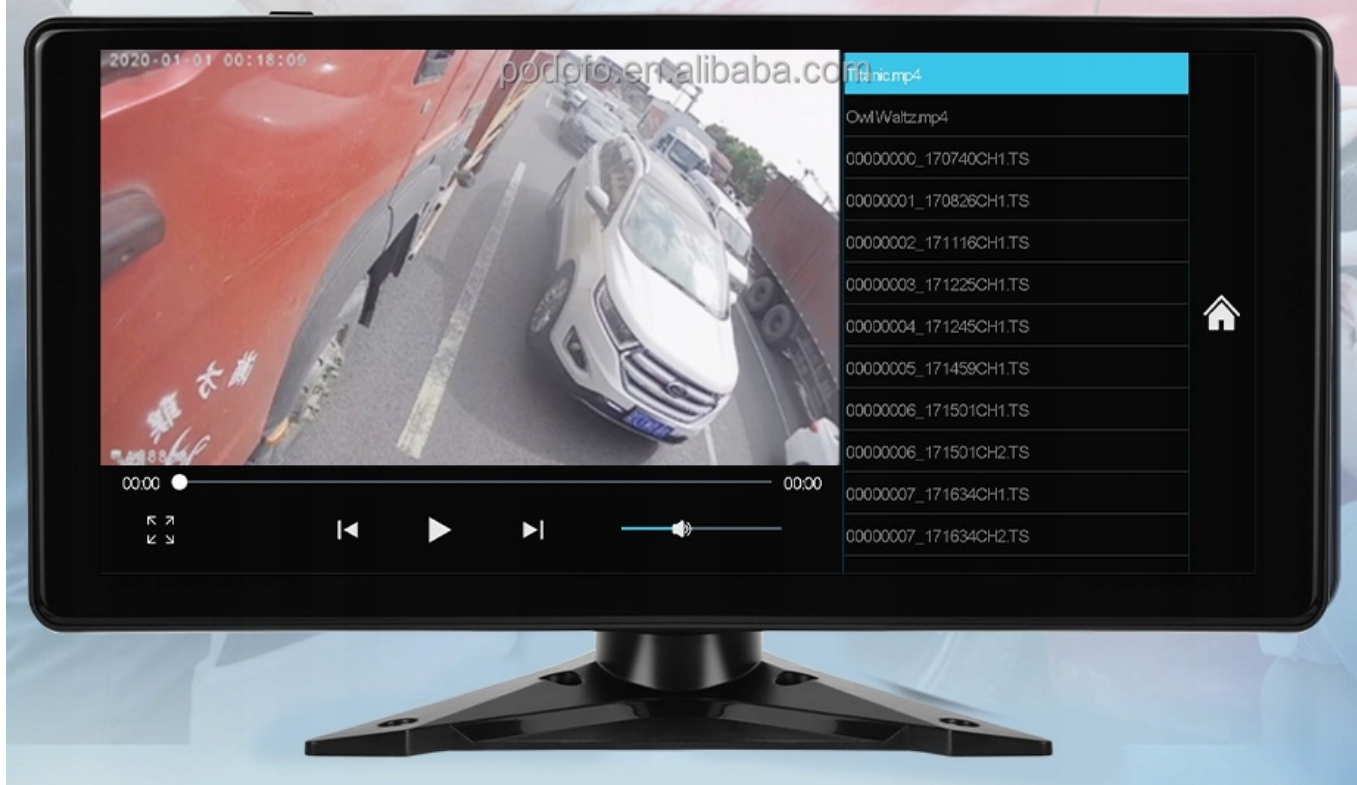 2020-01-01 00:18:09
podofo.en.alibaba.com
Titanic.mp4
OwlWaltz.mp4
00000000_170740CH1.TS
00000001_170826CH1.TS
00000002_171116CH1.TS
00000003_171225CH1.TS
00000004_171245CH1.TS
00000005_171459CH1.TS
00000006_171501CH1.TS
00000006_171501CH2.TS
00000007_171634CH1.TS
00000007_171634CH2.TS
00:00
00:00